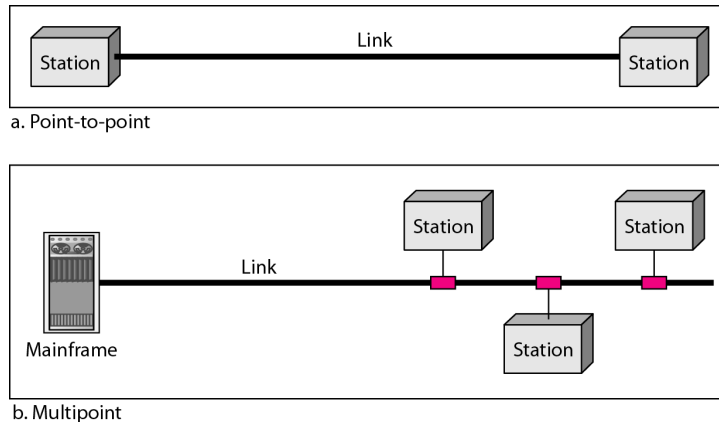 Link
Station
Station
a. Point-to-point
Station
Station
Link
Mainframe
Station
b. Multipoint